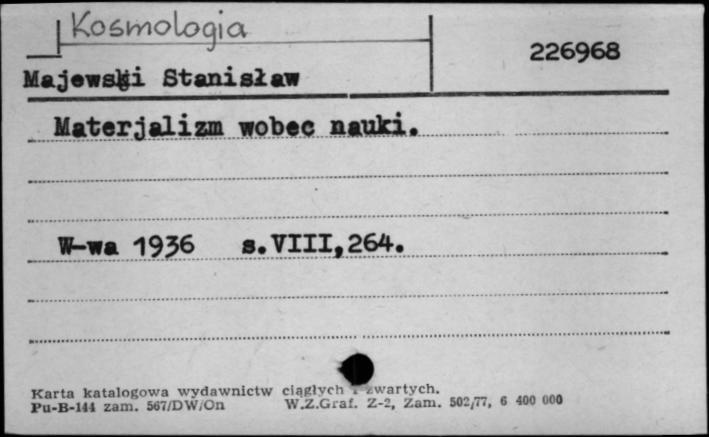 Kosmologia
226968
Majewski Stanisław
Materjalizm wobec nauki.
W-wa 1936 s.VIII,264.
Karta katalogowa wydawnictw ciągłych i zwartych.
Pu-B-144 zam. 567/DW/On W.Z.Graf. Z-2, Zam. 502/77, 6 400 000